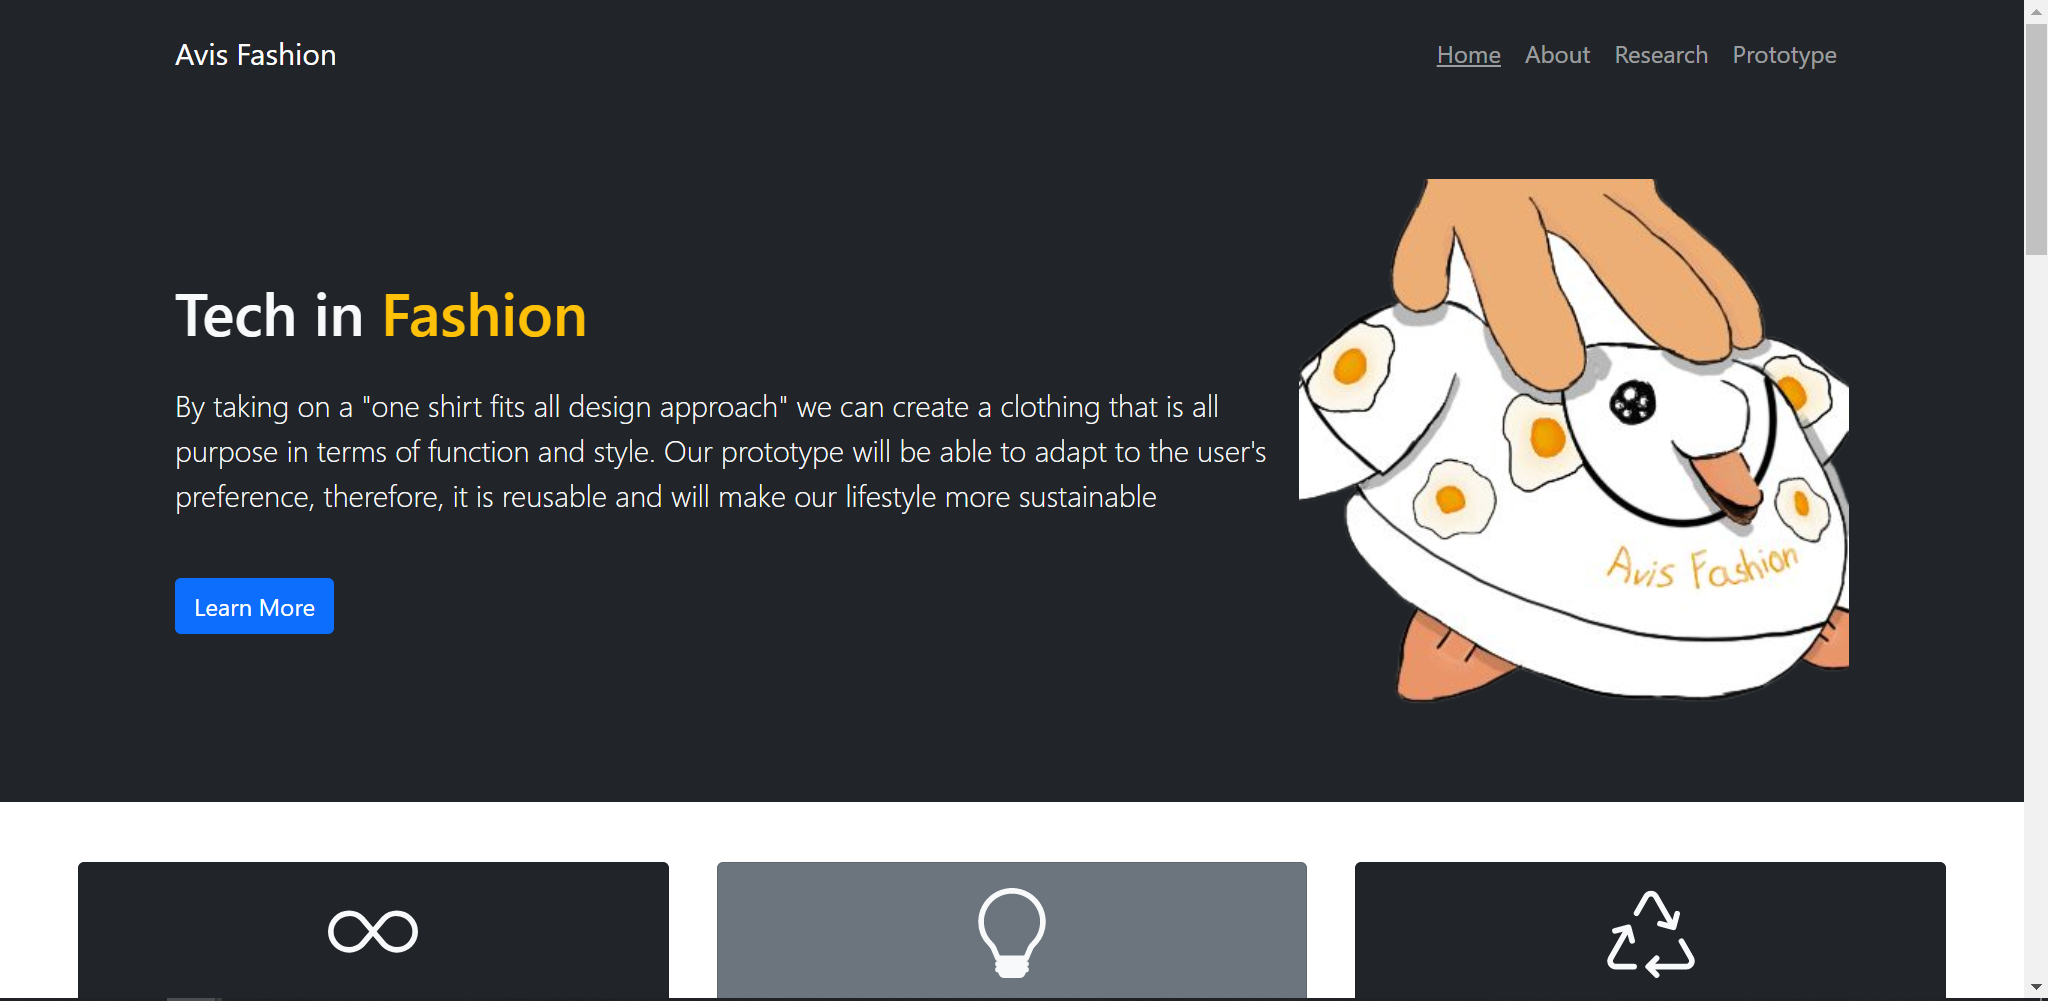 Avis Fashion
Home About Research Prototype
Tech in Fashion
By taking on a "one shirt fits all design approach" we can create a clothing that is all
purpose in terms of function and style. Our prototype will be able to adapt to the user's
preference, therefore, it is reusable and will make our lifestyle more sustainable
Avis Fashion
Learn More